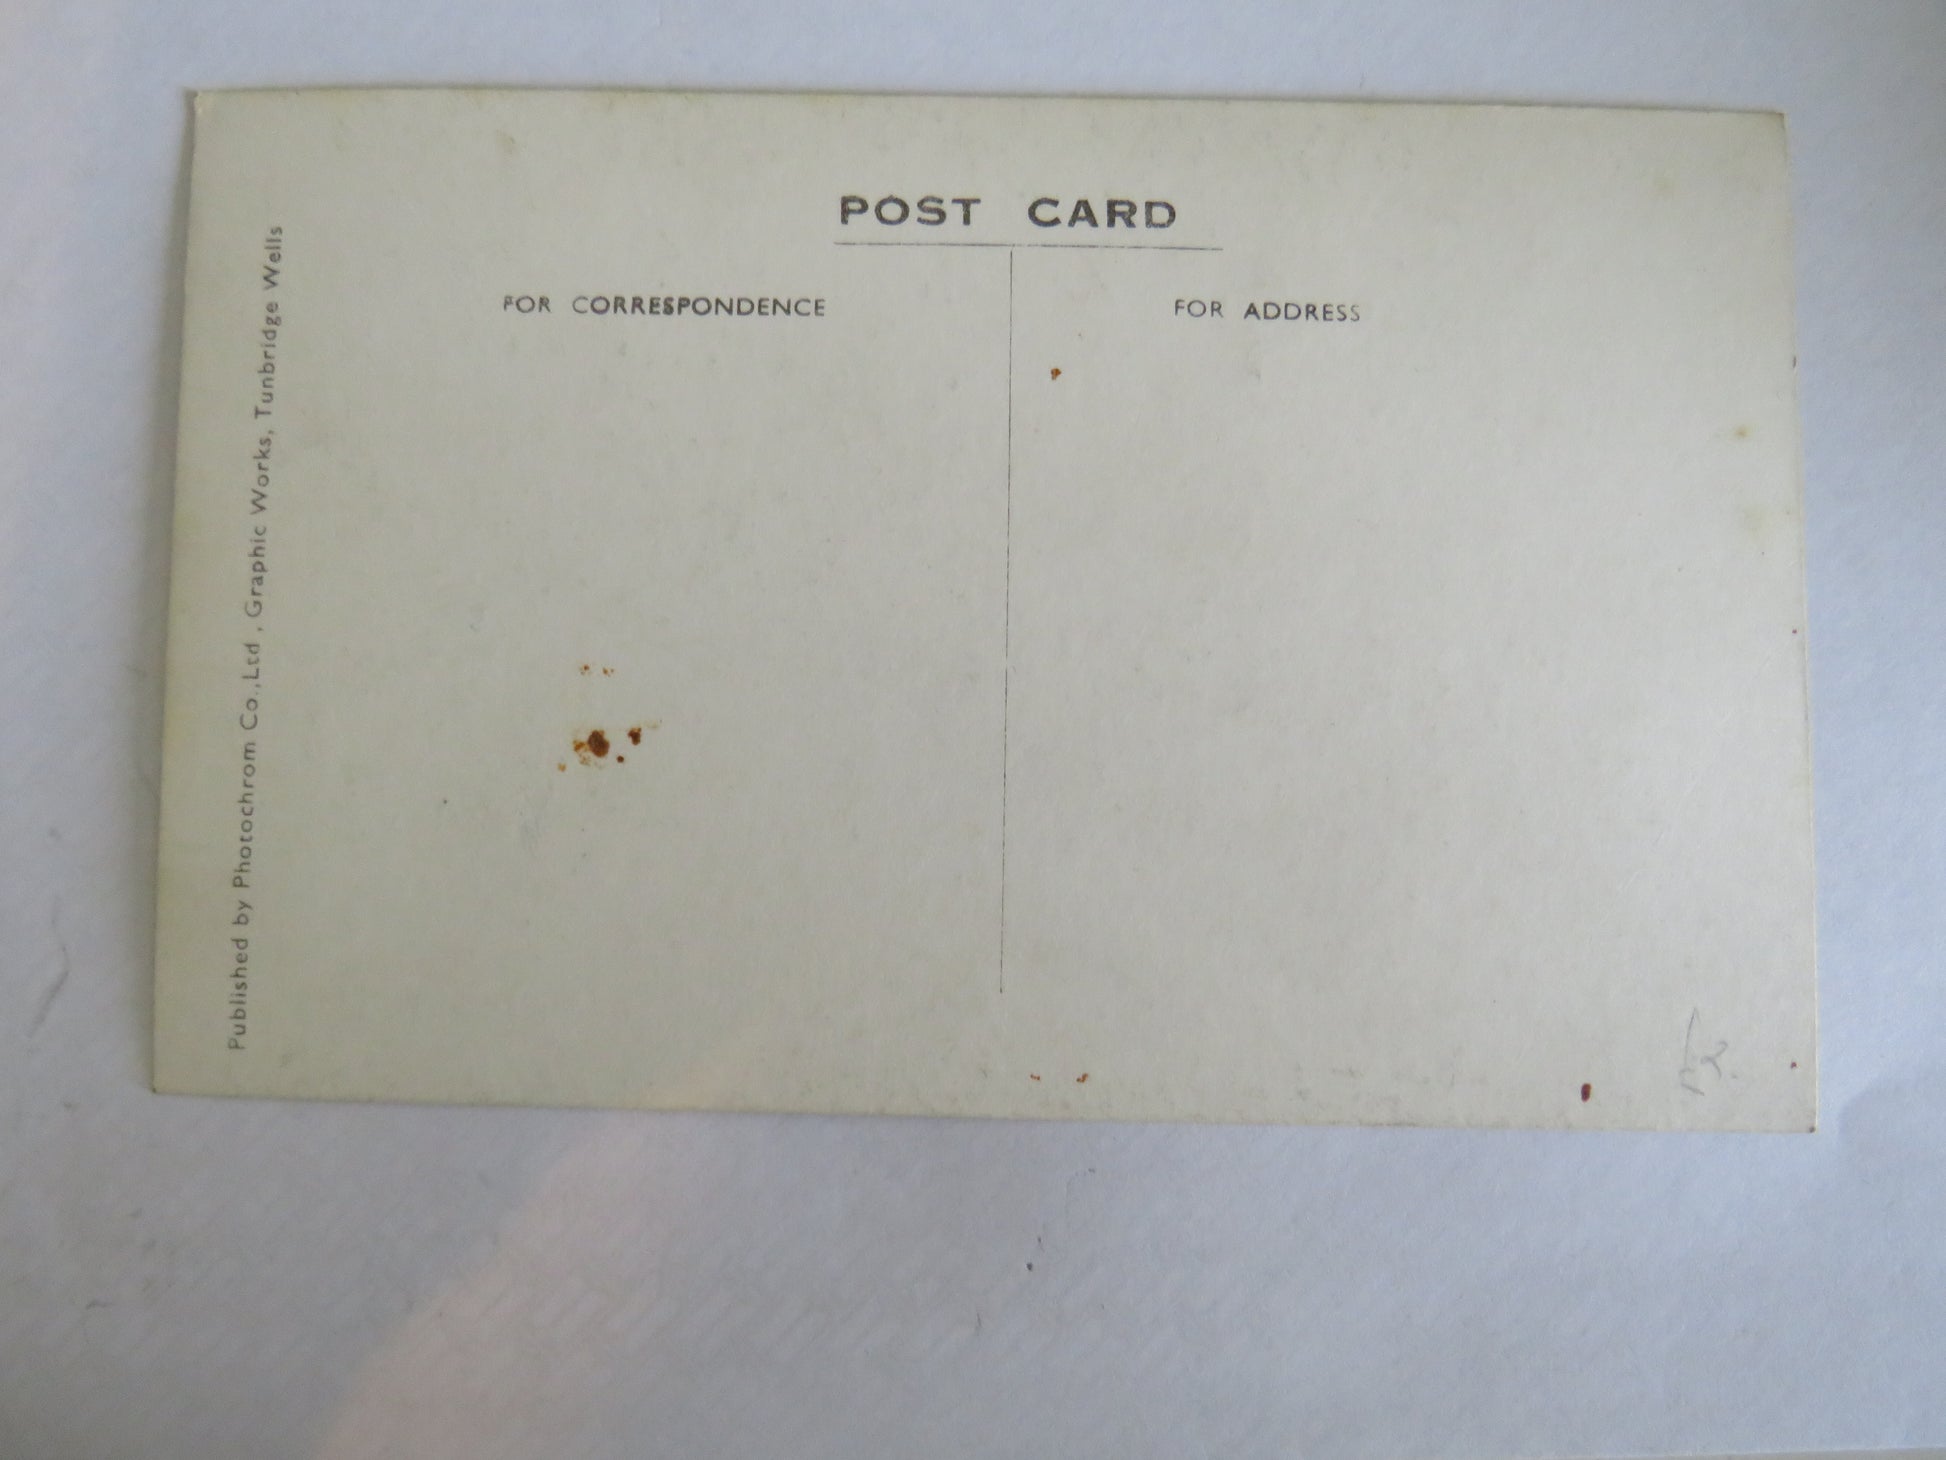 POST CARD
FOR CORRESPONDENCE
FOR ADDRESS
Published by Photochrom Co., Ltd , Graphic Works, Tunbridge Wells